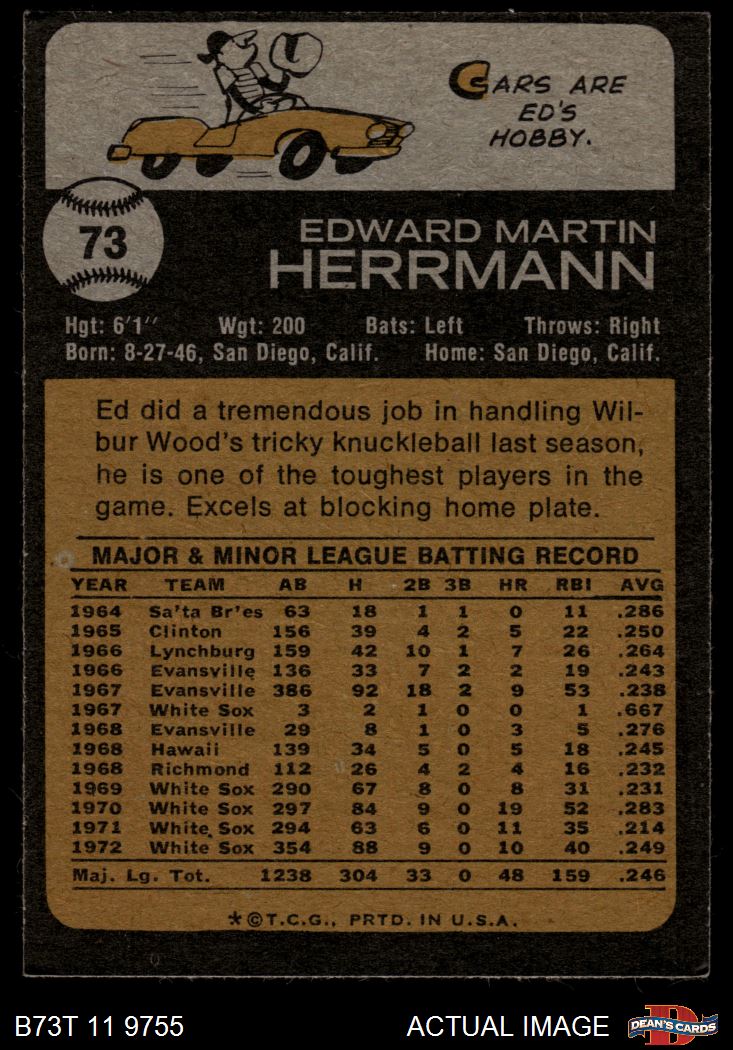 CARS ARE
ED'S
HOBBY.
73
EDWARD MARTIN
HERRMANN
Hgt: 6'1" Wgt: 200 Bats: Left Throws: Right
Born: 8-27-46, San Diego, Calif. Home: San Diego, Calif.
Ed did a tremendous job in handling Wil-
bur Wood's tricky knuckleball last season,
he is one of the toughest players in the
game. Excels at blocking home plate.
MAJOR & MINOR LEAGUE BATTING RECORD
YEAR TEAM AB H 2B 3B HR RBI AVG
1964 Sa'ta Br'es 63 18 1 1 0 11 .286
1965 Clinton 156 39 4 2 5 22 .250
1966 Lynchburg 159 42 10 1 7 26 .264
1966 Evansville 136 33 7 2 2 19 .243
1967 Evansville 386 92 18 2 9 53 .238
1967 White Sox 3 2 1 0 0 1 .667
1968 Evansville 29 8 1 0 3 5 .276
1968 Hawaii 139 34 5 0 5 18 .245
1968 Richmond 112 26 4 2 4 16 .232
1969 White Sox 290 67 8 0 8 31 .231
1970 White Sox 297 84 9 0 19 52 .283
1971 White Sox 294 63 6 0 11 35 .214
1972 White Sox 354 88 9 0 10 40 .249
Maj. Lg. Tot. 1238 304 33 0 48 159 .246
*©T.C.G., PRTD. IN U.S.A.
B73T 11 9755 ACTUAL IMAGE DEAN'S CARDS